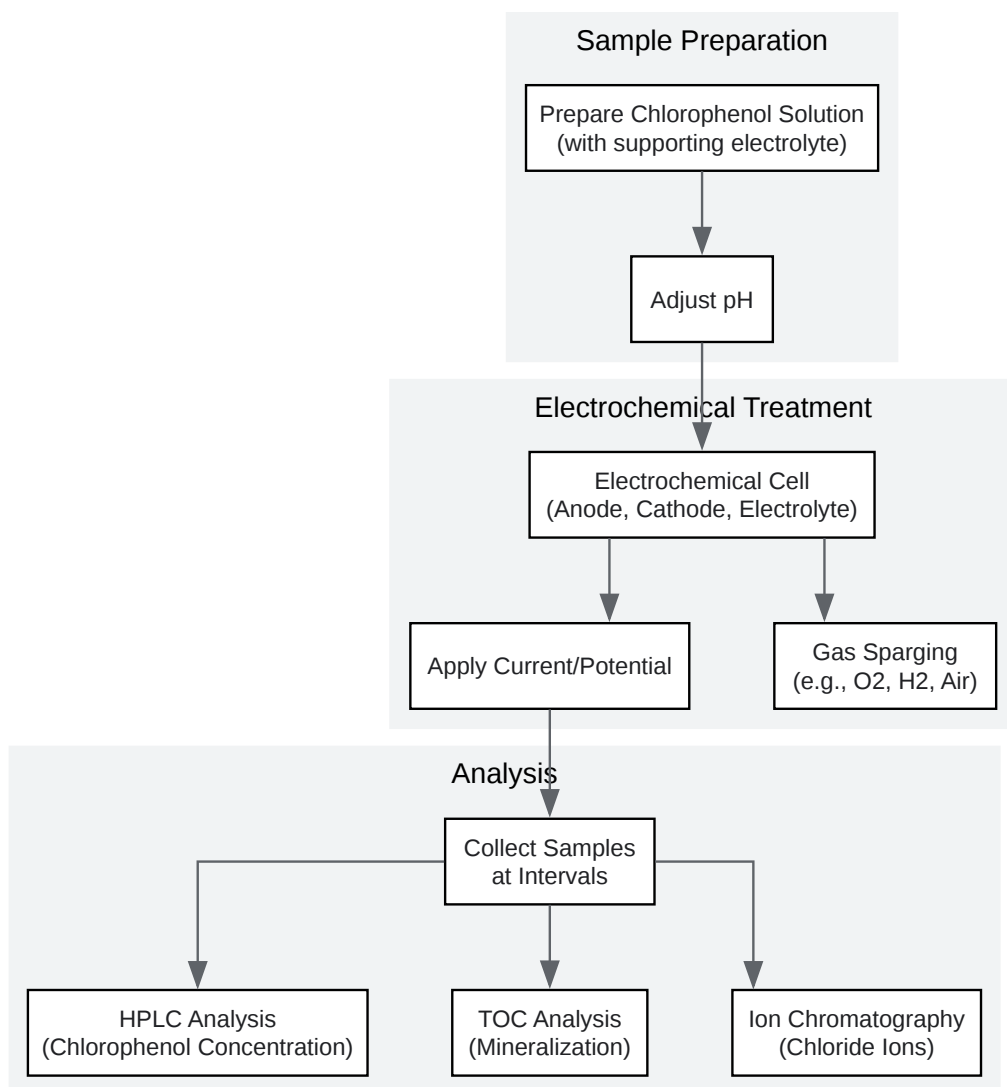 Sample Preparation
Prepare Chlorophenol Solution
(with supporting electrolyte)
Adjust pH
Electrochemical Treatment
Electrochemical Cell
(Anode, Cathode, Electrolyte)
Apply Current/Potential
Gas Sparging
(e.g., O2, H2, Air)
Analysis
Collect Samples
at Intervals
HPLC Analysis
(Chlorophenol Concentration)
TOC Analysis
(Mineralization)
Ion Chromatography
(Chloride Ions)